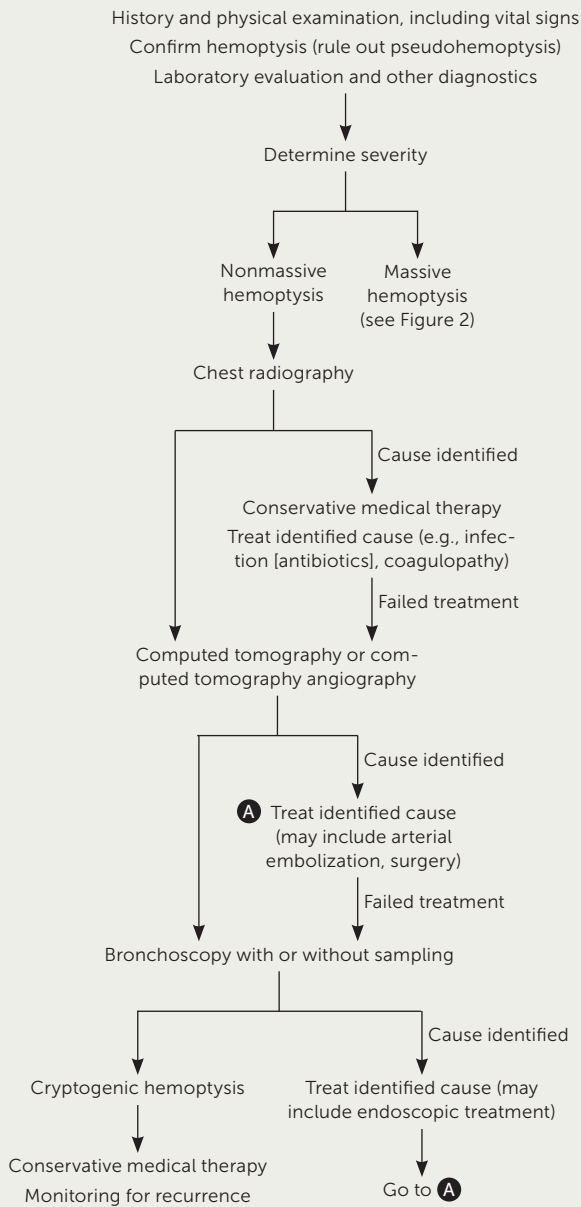 History and physical examination, including vital signs
Confirm hemoptysis (rule out pseudohemoptysis)
Laboratory evaluation and other diagnostics
Determine severity
Nonmassive
hemoptysis
Massive
hemoptysis
(see Figure 2)
Chest radiography
Cause identified
Conservative medical therapy
Treat identified cause (e.g., infec-
tion [antibiotics], coagulopathy)
Failed treatment
Computed tomography or com-
puted tomography angiography
Cause identified
A Treat identified cause
(may include arterial
embolization, surgery)
Failed treatment
Bronchoscopy with or without sampling
Cause identified
Cryptogenic hemoptysis
Conservative medical therapy
Monitoring for recurrence
Treat identified cause (may
include endoscopic treatment)
Go to A